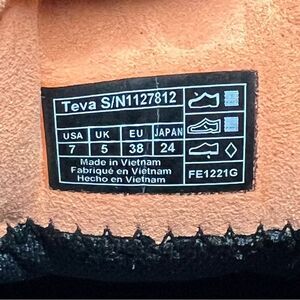 Teva S/N1127812
USA UK EU JAPAN
7 5 38 24
Made in Vietnam
Fabriqué en Viétnam
Hecho en Vietnam
FE1221G